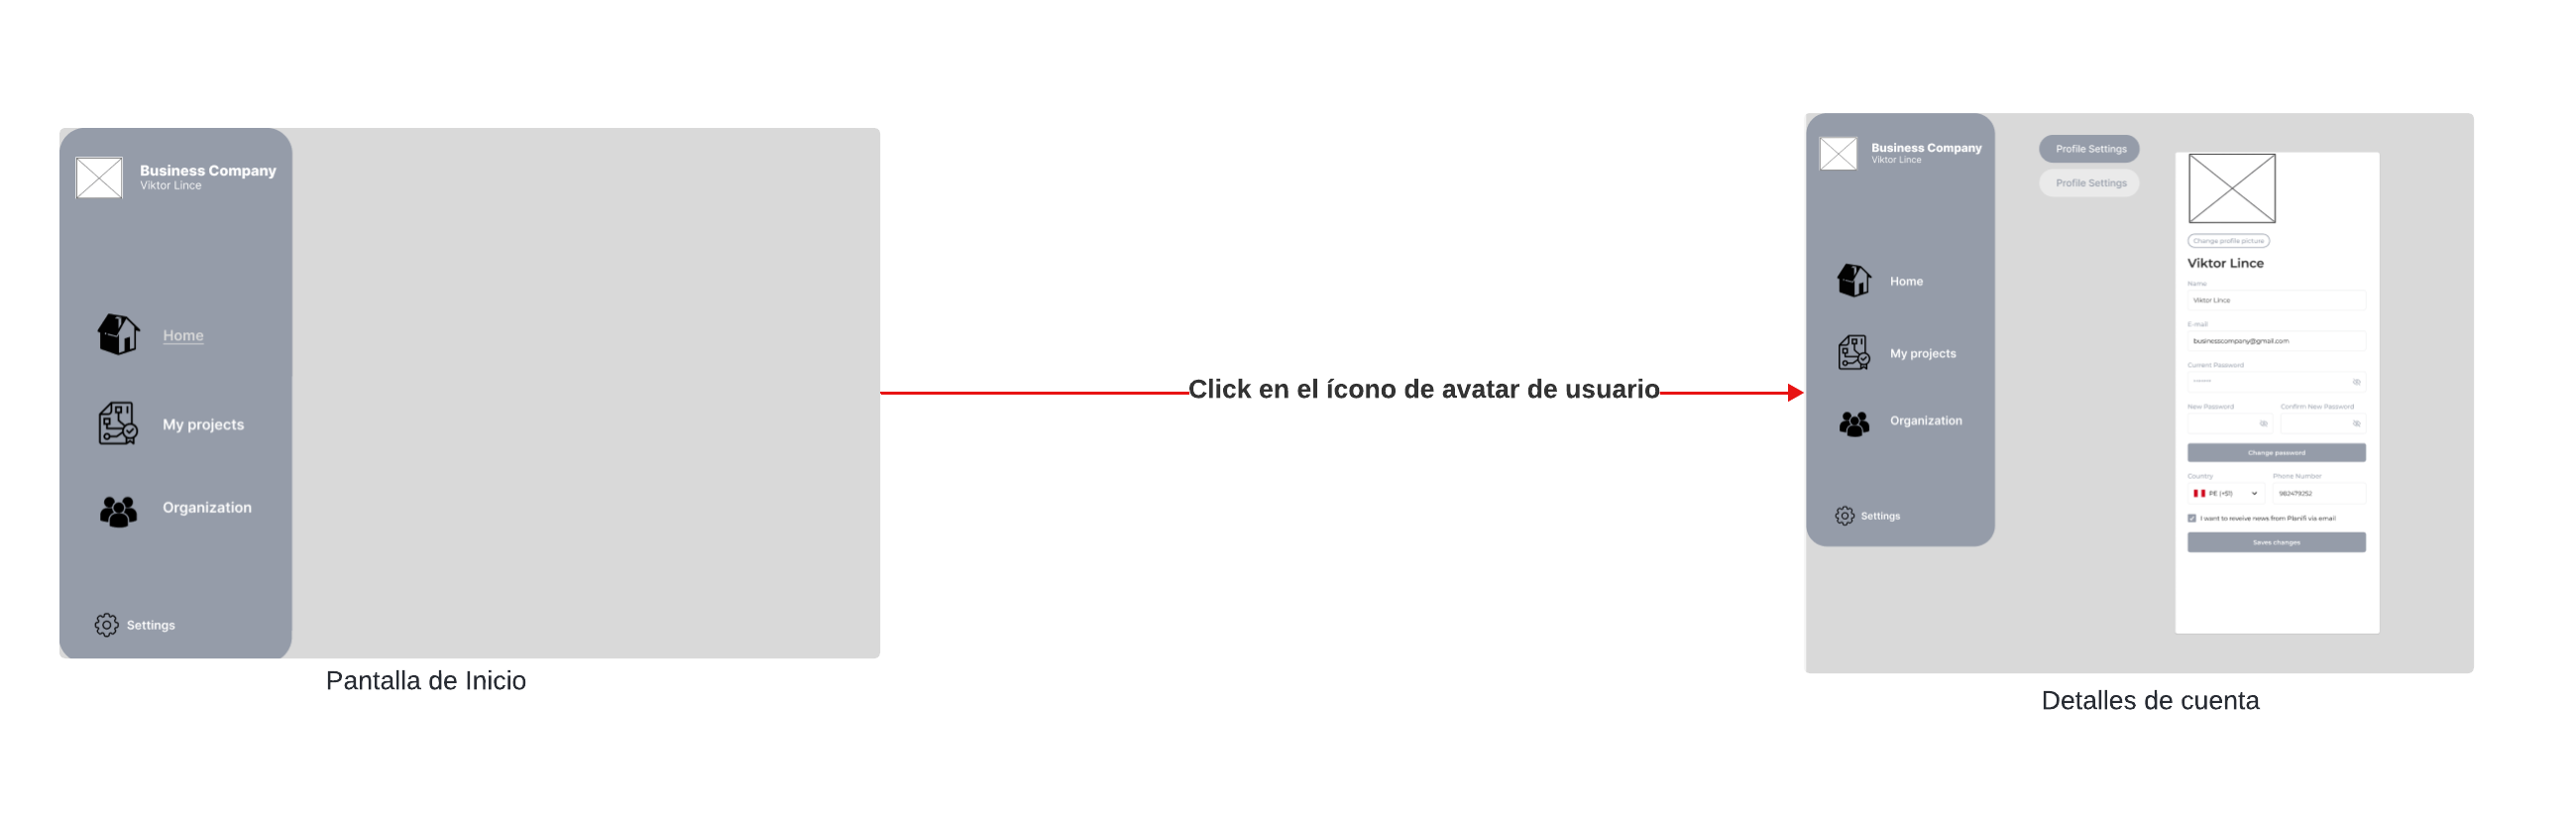 Business Company
Viktor Lince
Home
My projects
Organization
Settings
Pantalla de Inicio
Click en el ícono de avatar de usuario
Business Company
Viktor Lince
Home
My projects
Organization
Settings
Profile Settings
Profile Settings
Change profile picture
Viktor Lince
Name
Viktor Lince
E-mail
businesscompany@gmail.com
Current Password
********
New Password
Confirm New Password
Change password
Country
Phone Number
PE (+51)
982479252
I want to reveive news from Planifi via email
Saves changes
Detalles de cuenta